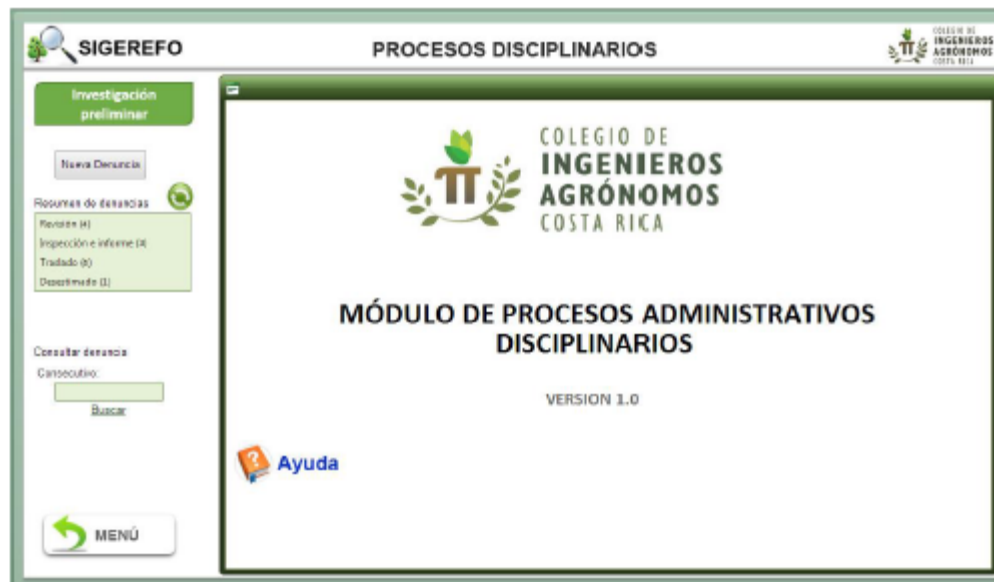 SIGEREFO
PROCESOS DISCIPLINARIOS
COLEGIO DE
INGENIEROS
AGRÓNOMOS
COSTA RICA
Investigación
preliminar
Nueva Denuncia
Resumen de denuncias
Revisión (4)
Inspección e informe
Traslado
Desestimado (1)
Consultar denuncia
Consecutivo:
Buscar
MENÚ
COLEGIO DE
INGENIEROS
AGRÓNOMOS
COSTA RICA
MÓDULO DE PROCESOS ADMINISTRATIVOS
DISCIPLINARIOS
VERSION 1.0
Ayuda